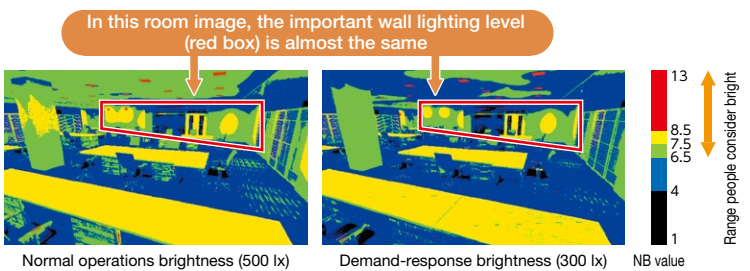 In this room image, the important wall lighting level
(red box) is almost the same
13
8.5
7.5
6.5
4
1
Range people consider bright
Normal operations brightness (500 lx)
Demand-response brightness (300 lx)
NB value